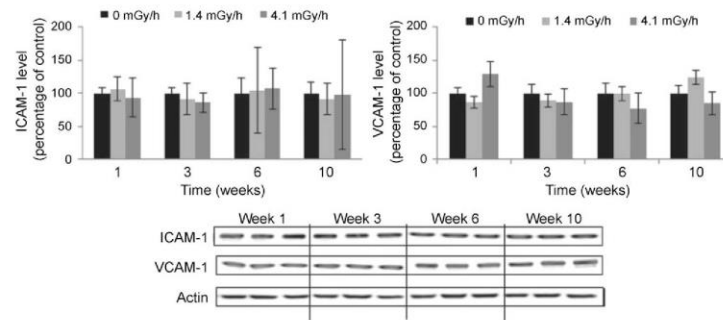 0 mGy/h 1.4 mGy/h 4.1 mGy/h
ICAM-1 level
(percentage of control)
200
150
100
50
0
1 3 6 10
Time (weeks)
0 mGy/h 1.4 mGy/h 4.1 mGy/h
VCAM-1 level
(percentage of control)
200
150
100
50
0
1 3 6 10
Time (weeks)
Week 1 Week 3 Week 6 Week 10
ICAM-1
VCAM-1
Actin